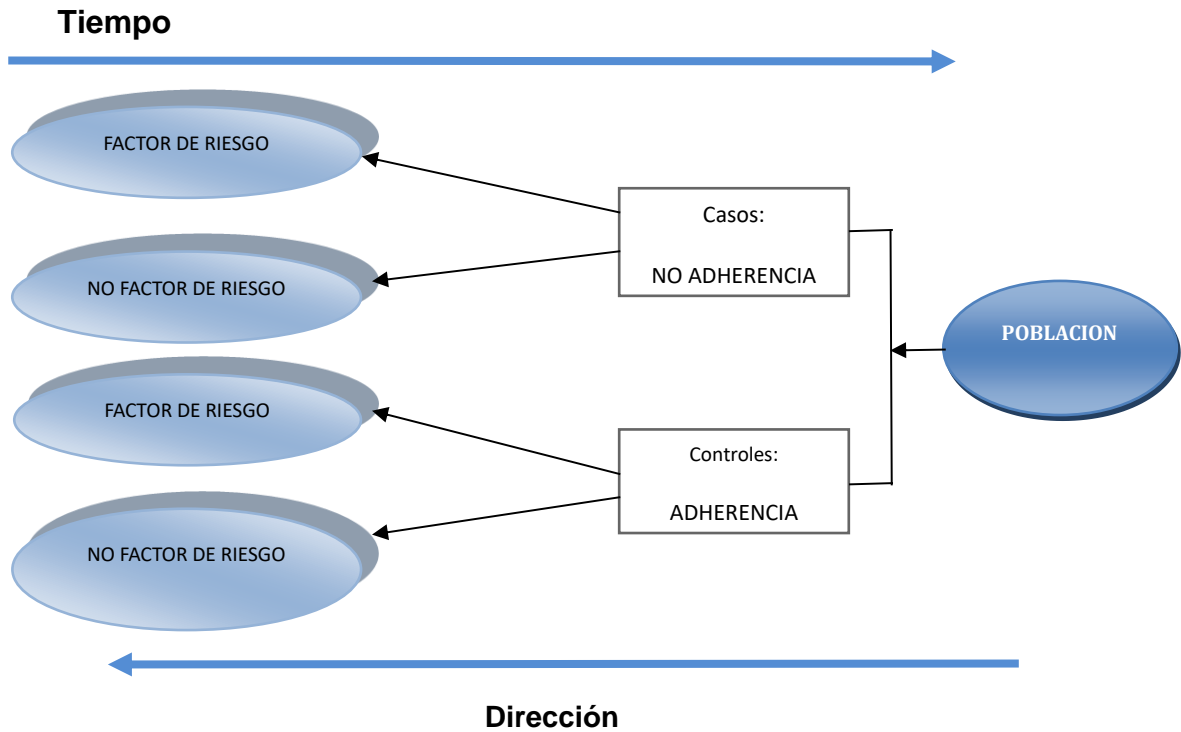 Tiempo
FACTOR DE RIESGO
Casos:
NO ADHERENCIA
NO FACTOR DE RIESGO
POBLACION
FACTOR DE RIESGO
Controles:
ADHERENCIA
NO FACTOR DE RIESGO
Dirección